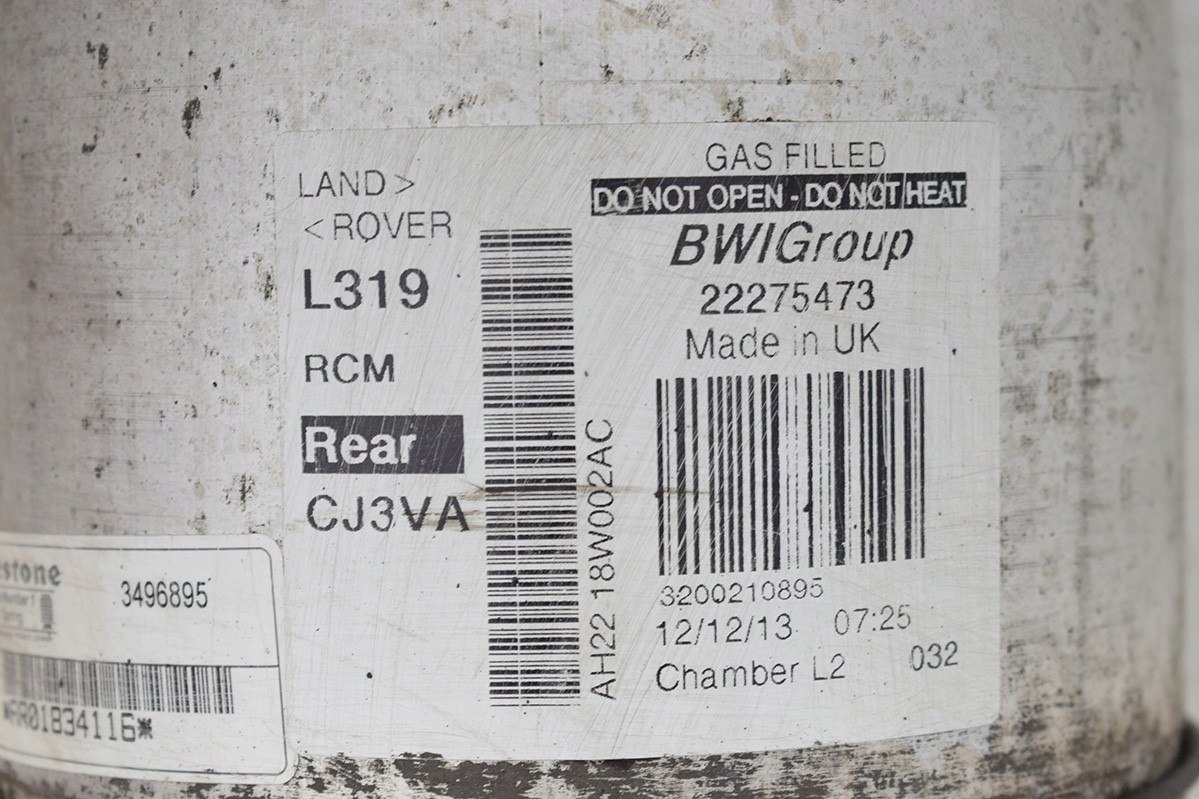 LAND >
< ROVER
L319
RCM
Rear
CJ3VA
AH22 18W002AC
GAS FILLED
DO NOT OPEN - DO NOT HEAT
BWIGroup
22275473
Made in UK
3200210895
12/12/13 07:25
Chamber L2 032
stone
3496895
AR01834116*